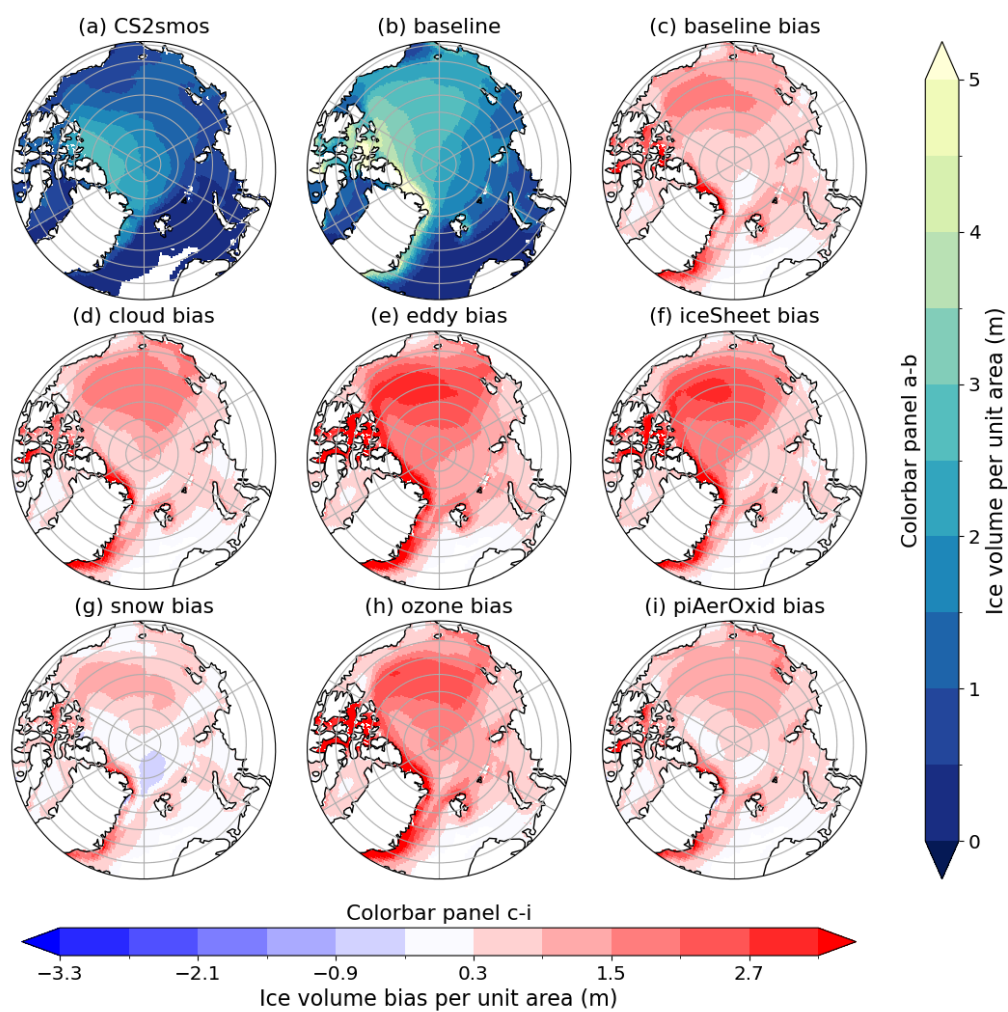 (a) CS2smos
(b) baseline
(c) baseline bias
(d) cloud bias
(e) eddy bias
(f) iceSheet bias
(g) snow bias
(h) ozone bias
(i) piAerOxid bias
Colorbar panel a-b
5
4
3
2
1
0
Ice volume per unit area (m)
Colorbar panel c-i
−3.3 −2.1 −0.9 0.3 1.5 2.7
Ice volume bias per unit area (m)